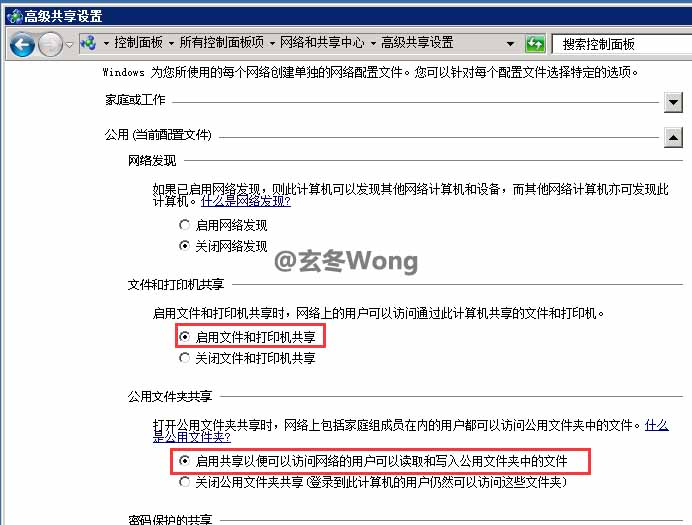 高级共享设置
控制面板 所有控制面板项 网络和共享中心 高级共享设置
搜索控制面板
Windows 为您所使用的每个网络创建单独的网络配置文件。您可以针对每个配置文件选择特定的选项。
家庭或工作
公用(当前配置文件)
网络发现
如果已启用网络发现，则此计算机可以发现其他网络计算机和设备，而其他网络计算机亦可发现此
计算机。什么是网络发现?
启用网络发现
关闭网络发现
@玄冬Wong
文件和打印机共享
启用文件和打印机共享时，网络上的用户可以访问通过此计算机共享的文件和打印机。
启用文件和打印机共享
关闭文件和打印机共享
公用文件夹共享
打开公用文件夹共享时，网络上包括家庭组成员在内的用户都可以访问公用文件夹中的文件。什么
是公用文件夹?
启用共享以便可以访问网络的用户可以读取和写入公用文件夹中的文件
关闭公用文件夹共享(登录到此计算机的用户仍然可以访问这些文件夹)
密码保护的共享